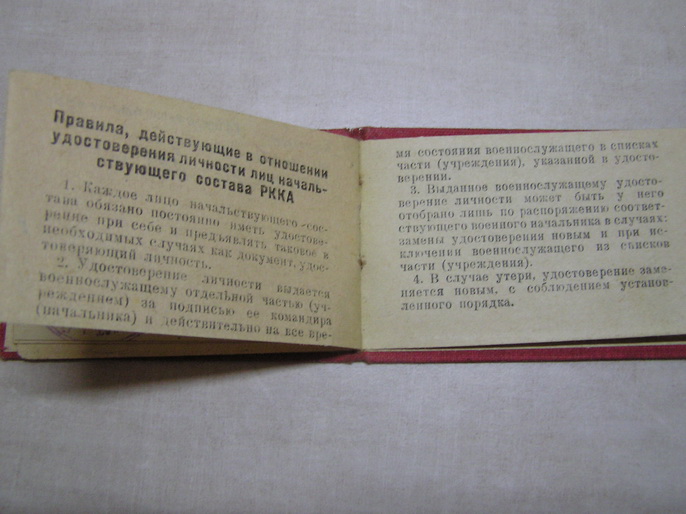 Правила, действующие в отношении
удостоверения личности лиц началь-
ствующего состава РККА
1. Каждое лицо начальствующего сос-
тава обязано постоянно иметь удостове-
рение при себе и предъявлять таковое в
необходимых случаях как документ, удос-
товеряющий личность.
2. Удостоверение личности выдается
военнослужащему отдельной частью (уч-
реждением) за подписью ее командира
(начальника) и действительно на все вре-
мя состояния военнослужащего в списках
части (учреждения), указанной в удосто-
верении.
3. Выданное военнослужащему удосто-
верение личности может быть у него
отобрано лишь по распоряжению соответ-
ствующего военного начальника в случаях:
замены удостоверения новым и при ис-
ключении военнослужащего из списков
части (учреждения).
4. В случае утери, удостоверение заме-
няется новым, с соблюдением установ-
ленного порядка.